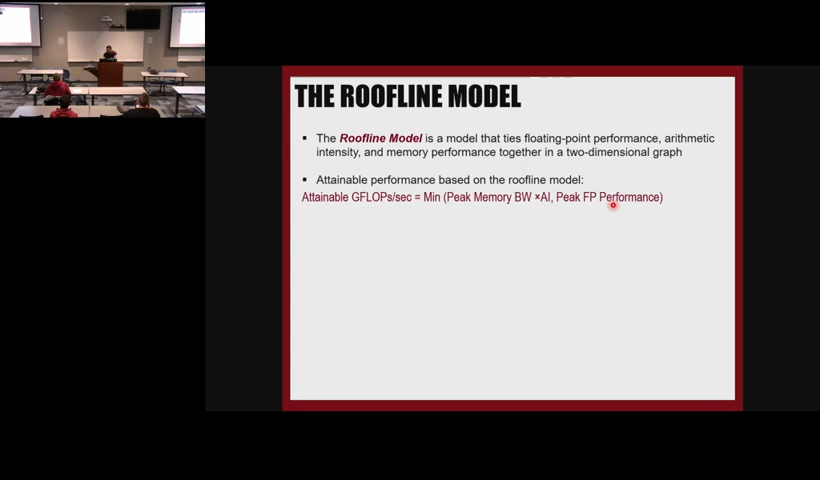 THE ROOFLINE MODEL
▪ The Roofline Model is a model that ties floating-point performance, arithmetic
intensity, and memory performance together in a two-dimensional graph
▪ Attainable performance based on the roofline model:
Attainable GFLOPs/sec = Min (Peak Memory BW ×AI, Peak FP Performance)